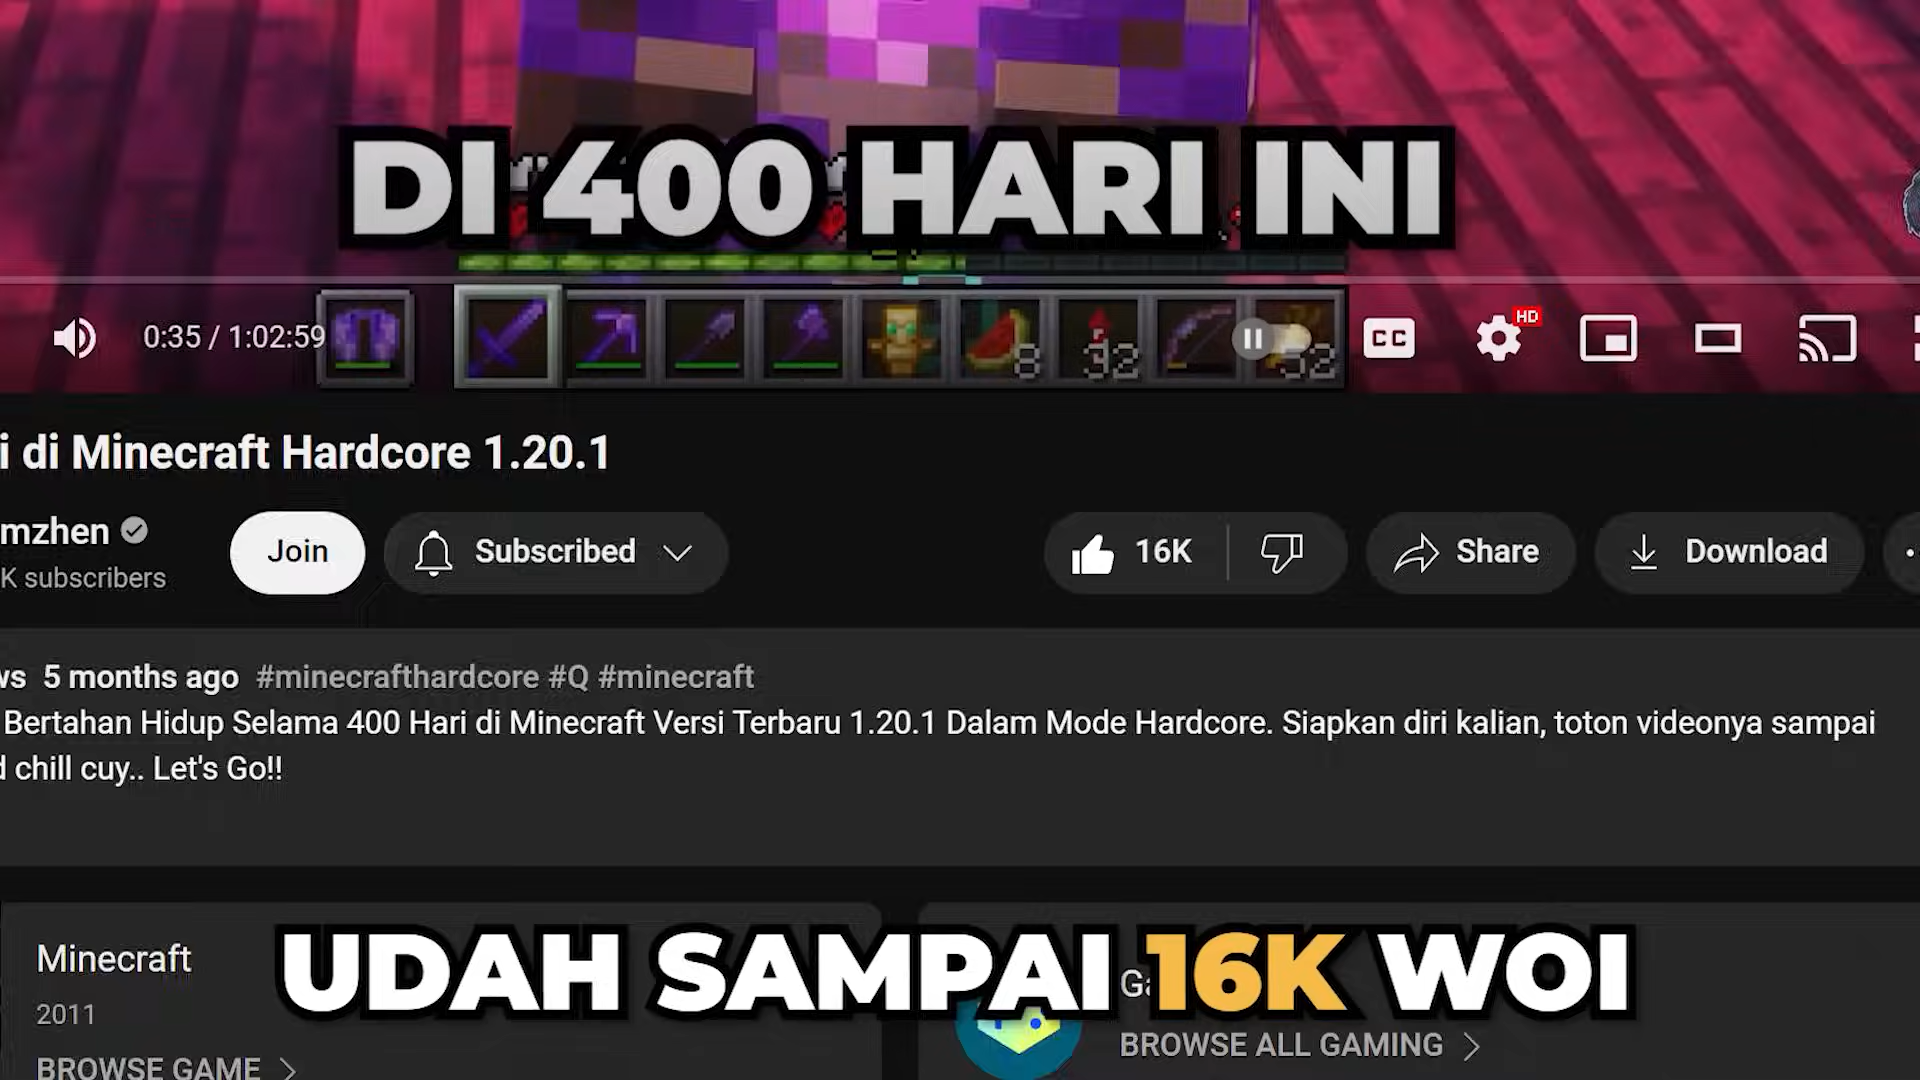 DI 400 HARI INI
8
32
32
0:35 / 1:02:59
CC
HD
i di Minecraft Hardcore 1.20.1
mzhen
K subscribers
Join
Subscribed
16K
Share
Download
ws 5 months ago #minecrafthardcore #Q #minecraft
Bertahan Hidup Selama 400 Hari di Minecraft Versi Terbaru 1.20.1 Dalam Mode Hardcore. Siapkan diri kalian, toton videonya sampai
d chill cuy.. Let's Go!!
UDAH SAMPAI 16K WOI
Minecraft
2011
BROWSE GAME
BROWSE ALL GAMING